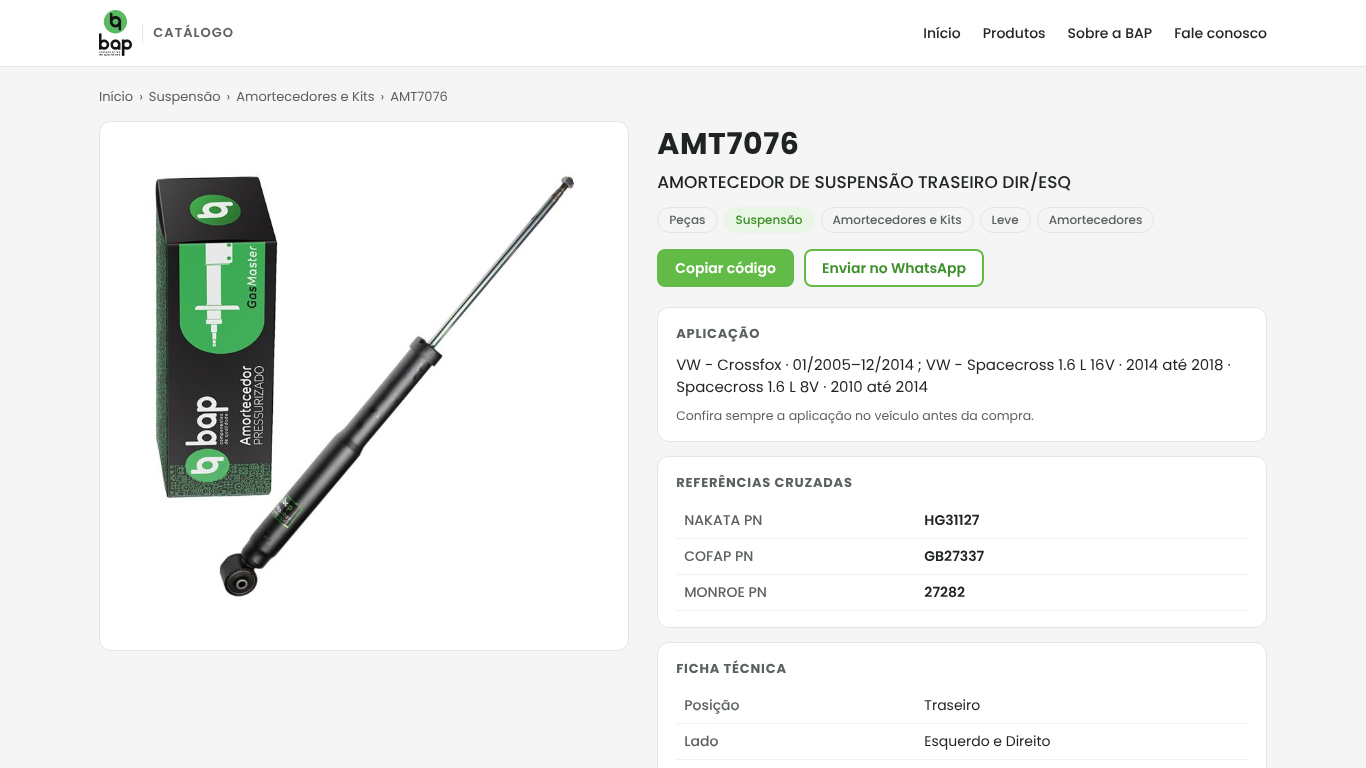 bap
CATÁLOGO
Início
Produtos
Sobre a BAP
Fale conosco
Início › Suspensão › Amortecedores e Kits › AMT7076
GasMaster
bap
Amortecedor
PRESSURIZADO
AMT7076
AMORTECEDOR DE SUSPENSÃO TRASEIRO DIR/ESQ
Peças
Suspensão
Amortecedores e Kits
Leve
Amortecedores
Copiar código
Enviar no WhatsApp
APLICAÇÃO
VW - Crossfox · 01/2005–12/2014 ; VW - Spacecross 1.6 L 16V · 2014 até 2018 ·
Spacecross 1.6 L 8V · 2010 até 2014
Confira sempre a aplicação no veículo antes da compra.
REFERÊNCIAS CRUZADAS
NAKATA PN HG31127
COFAP PN GB27337
MONROE PN 27282
FICHA TÉCNICA
Posição Traseiro
Lado Esquerdo e Direito